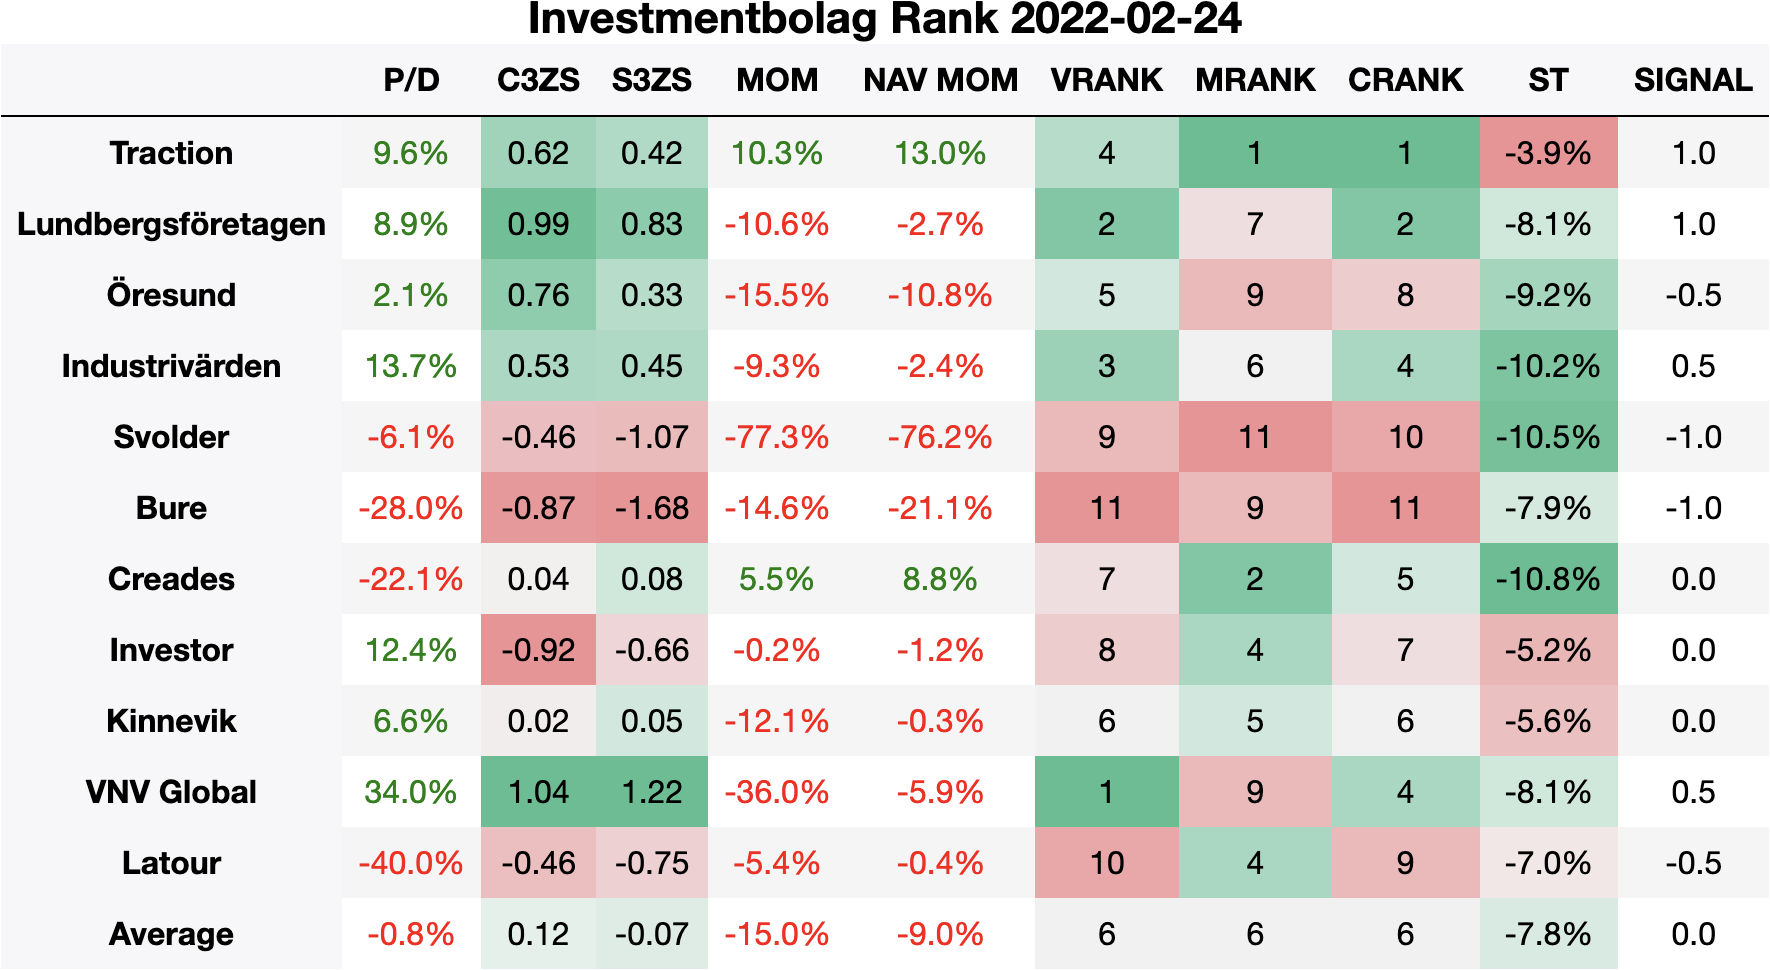 Investmentbolag Rank 2022-02-24
P/D C3ZS S3ZS MOM NAV MOM VRANK MRANK CRANK ST SIGNAL
Traction 9.6% 0.62 0.42 10.3% 13.0% 4 1 1 -3.9% 1.0
Lundbergsföretagen 8.9% 0.99 0.83 -10.6% -2.7% 2 7 2 -8.1% 1.0
Öresund 2.1% 0.76 0.33 -15.5% -10.8% 5 9 8 -9.2% -0.5
Industrivärden 13.7% 0.53 0.45 -9.3% -2.4% 3 6 4 -10.2% 0.5
Svolder -6.1% -0.46 -1.07 -77.3% -76.2% 9 11 10 -10.5% -1.0
Bure -28.0% -0.87 -1.68 -14.6% -21.1% 11 9 11 -7.9% -1.0
Creades -22.1% 0.04 0.08 5.5% 8.8% 7 2 5 -10.8% 0.0
Investor 12.4% -0.92 -0.66 -0.2% -1.2% 8 4 7 -5.2% 0.0
Kinnevik 6.6% 0.02 0.05 -12.1% -0.3% 6 5 6 -5.6% 0.0
VNV Global 34.0% 1.04 1.22 -36.0% -5.9% 1 9 4 -8.1% 0.5
Latour -40.0% -0.46 -0.75 -5.4% -0.4% 10 4 9 -7.0% -0.5
Average -0.8% 0.12 -0.07 -15.0% -9.0% 6 6 6 -7.8% 0.0